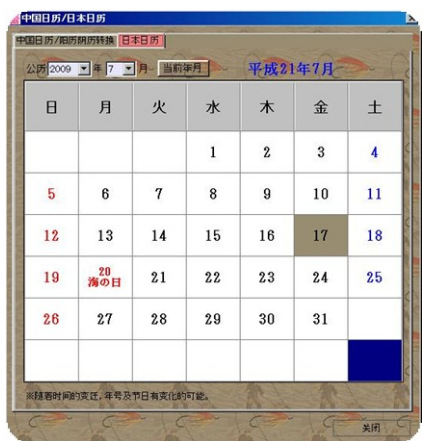 中国日历/日本日历
中国日历/阳历阴历转换 日本日历
公历 2009 年 7 月 当前年月 平成21年7月
日 月 火 水 木 金 土
1 2 3 4
5 6 7 8 9 10 11
12 13 14 15 16 17 18
19 20 21 22 23 24 25
海の日
26 27 28 29 30 31
※随着时间的变迁，年号及节日有变化的可能。
关闭